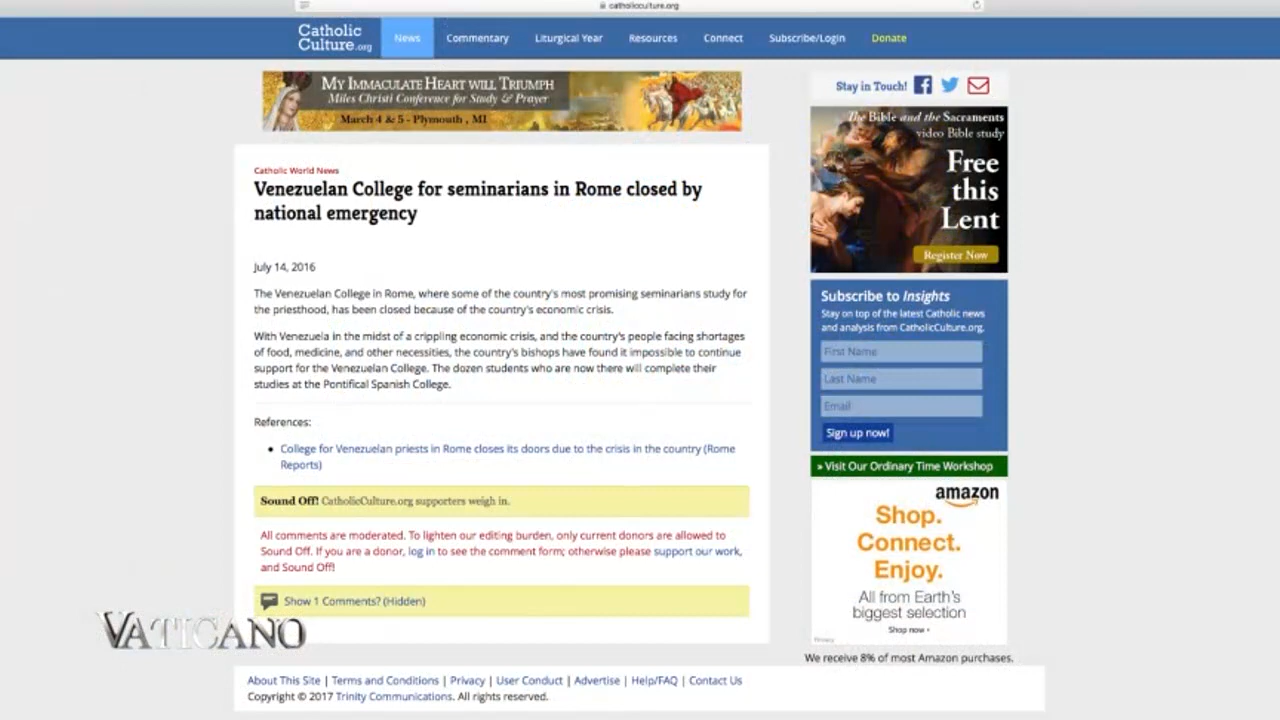 catholicculture.org
Catholic
Culture.org
News
Commentary
Liturgical Year
Resources
Connect
Subscribe/Login
Donate
MY IMMACULATE HEART WILL TRIUMPH
Miles Christi Conference for Study & Prayer
March 4 & 5 - Plymouth , MI
Catholic World News
Venezuelan College for seminarians in Rome closed by
national emergency
July 14, 2016
The Venezuelan College in Rome, where some of the country's most promising seminarians study for
the priesthood, has been closed because of the country's economic crisis.
With Venezuela in the midst of a crippling economic crisis, and the country's people facing shortages
of food, medicine, and other necessities, the country's bishops have found it impossible to continue
support for the Venezuelan College. The dozen students who are now there will complete their
studies at the Pontifical Spanish College.
References:
• College for Venezuelan priests in Rome closes its doors due to the crisis in the country (Rome
Reports)
Sound Off! CatholicCulture.org supporters weigh in.
All comments are moderated. To lighten our editing burden, only current donors are allowed to
Sound Off. If you are a donor, log in to see the comment form; otherwise please support our work,
and Sound Off!
Show 1 Comments? (Hidden)
Stay in Touch!
The Bible and the Sacraments
video Bible study
Free
this
Lent
Register Now
Subscribe to Insights
Stay on top of the latest Catholic news
and analysis from CatholicCulture.org.
First Name
Last Name
Email
Sign up now!
» Visit Our Ordinary Time Workshop
amazon
Shop.
Connect.
Enjoy.
All from Earth's
biggest selection
Shop now ›
Privacy
We receive 8% of most Amazon purchases.
VATICANO
About This Site | Terms and Conditions | Privacy | User Conduct | Advertise | Help/FAQ | Contact Us
Copyright © 2017 Trinity Communications. All rights reserved.